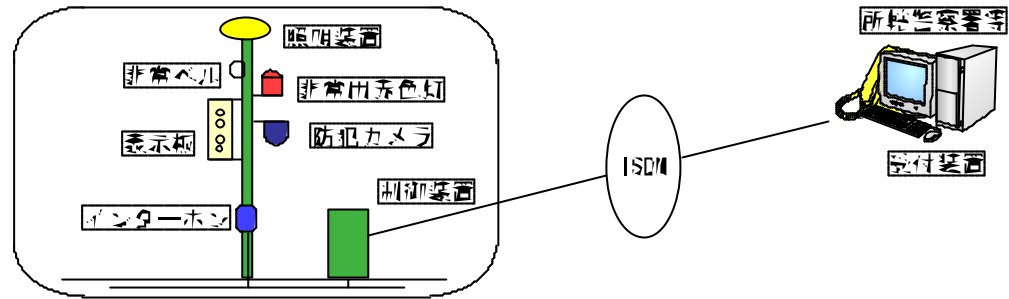 所轄警察署等
照明装置
非常ベル
非常用赤色灯
表示板
防犯カメラ
ISDN
受付装置
制御装置
インターホン